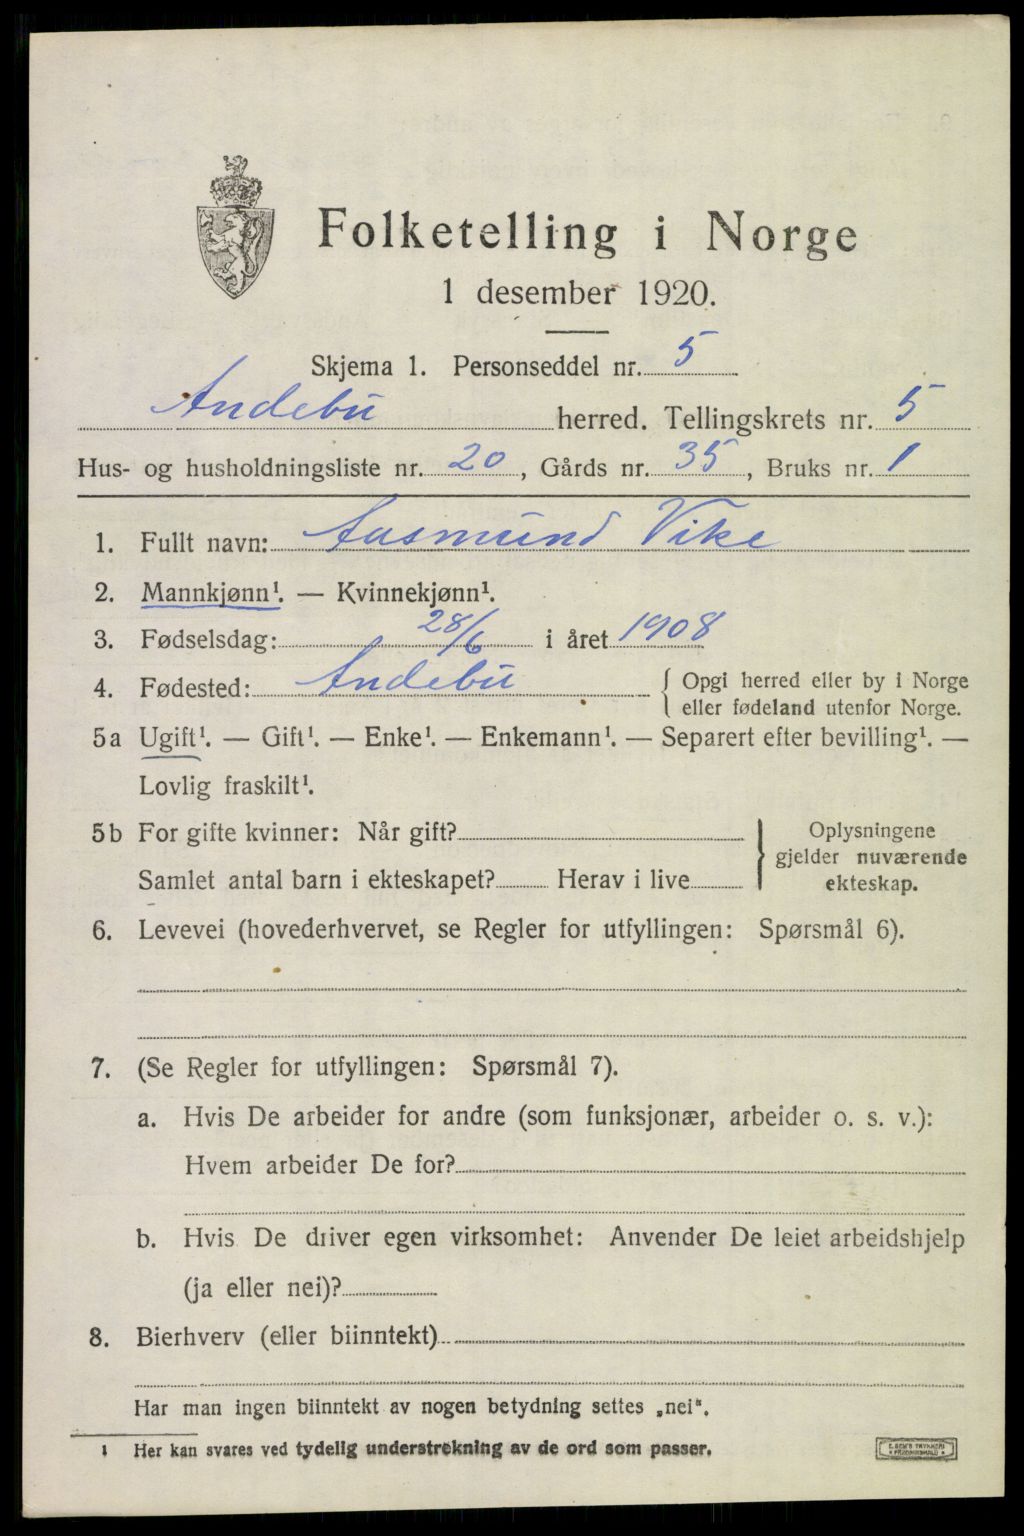 Folketelling i Norge
1 desember 1920.
Skjema 1. Personseddel nr. 5
Andebu herred. Tellingskrets nr. 5
Hus- og husholdningsliste nr. 20, Gårds nr. 35, Bruks nr. 1
1. Fullt navn: Aasmund Vike
2. Mannkjønn¹. — Kvinnekjønn¹.
3. Fødselsdag: 28/6 i året 1908
4. Fødested: Andebu { Opgi herred eller by i Norge
eller fødeland utenfor Norge.
5a Ugift¹. — Gift¹. — Enke¹. — Enkemann¹. — Separert efter bevilling¹. —
Lovlig fraskilt¹.
5b For gifte kvinner: Når gift?
Samlet antal barn i ekteskapet? Herav i live
} Oplysningene
gjelder nuværende
ekteskap.
6. Levevei (hovederhvervet, se Regler for utfyllingen: Spørsmål 6).
7. (Se Regler for utfyllingen: Spørsmål 7).
a. Hvis De arbeider for andre (som funksjonær, arbeider o. s. v.):
Hvem arbeider De for?
b. Hvis De driver egen virksomhet: Anvender De leiet arbeidshjelp
(ja eller nei)?
8. Bierhverv (eller biinntekt)
Har man ingen biinntekt av nogen betydning settes „nei".
1 Her kan svares ved tydelig understrekning av de ord som passer.